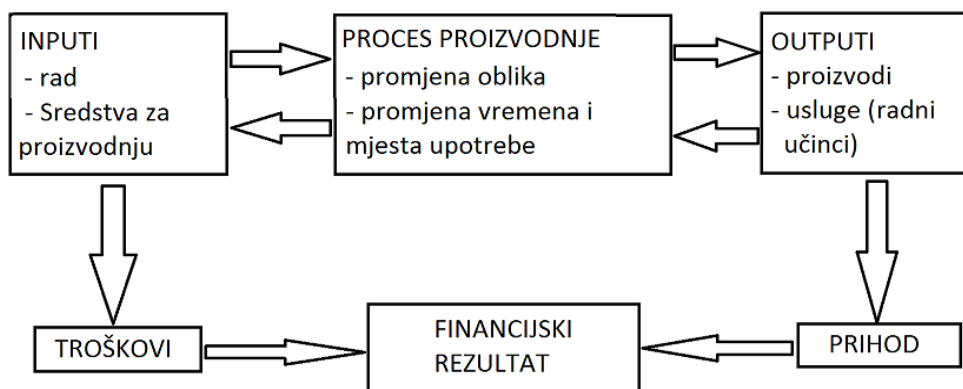 INPUTI
- rad
- Sredstva za
proizvodnju
PROCES PROIZVODNJE
- promjena oblika
- promjena vremena i
mjesta upotrebe
OUTPUTI
- proizvodi
- usluge (radni
učinci)
TROŠKOVI
FINANCIJSKI
REZULTAT
PRIHOD